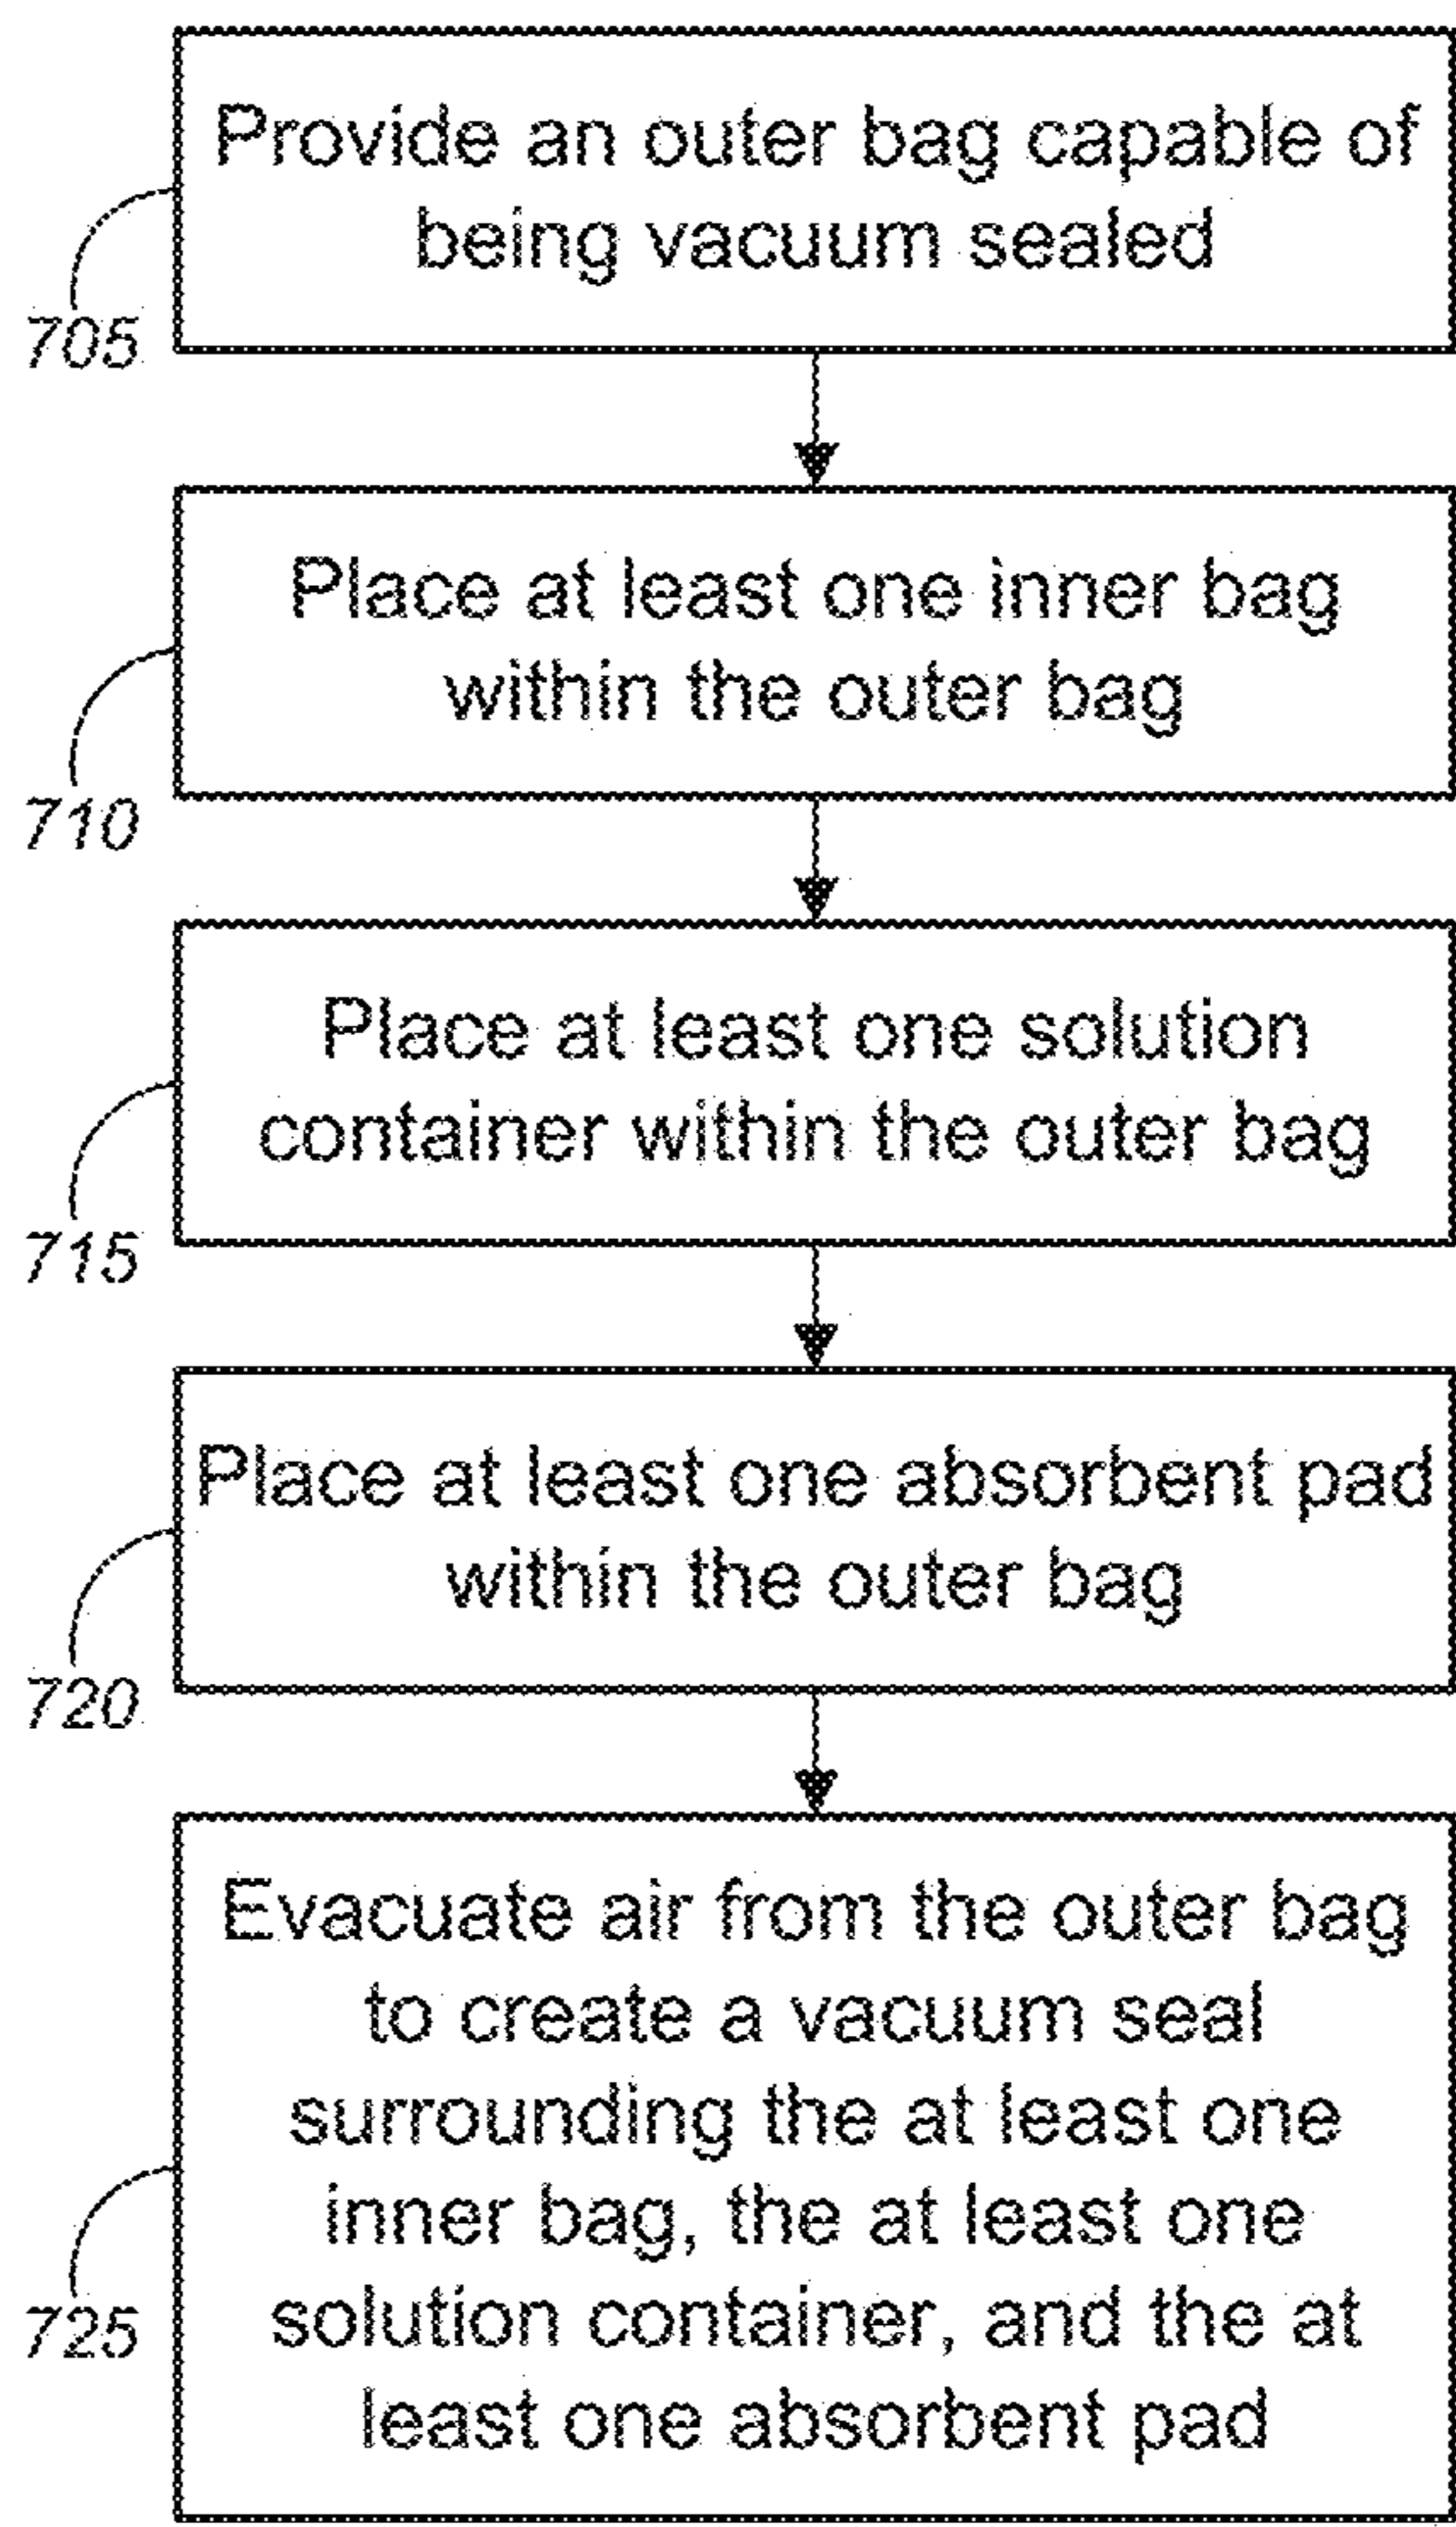 Provide an outer bag capable of
being vacuum sealed
705
Place at least one inner bag
within the outer bag
710
Place at least one solution
container within the outer bag
715
Place at least one absorbent pad
within the outer bag
720
Evacuate air from the outer bag
to create a vacuum seal
surrounding the at least one
inner bag, the at least one
solution container, and the at
least one absorbent pad
725